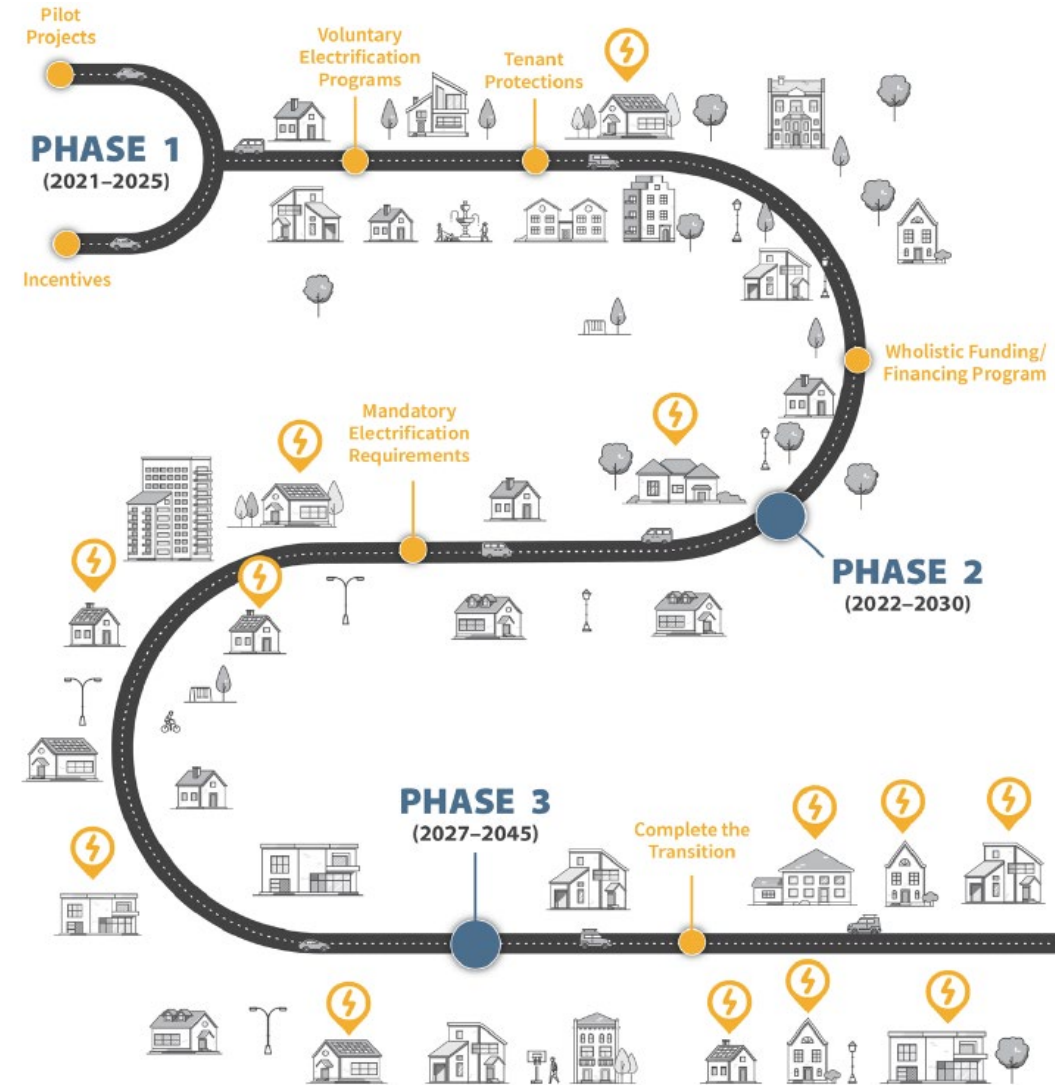 Pilot
Projects
Voluntary
Electrification
Programs
Tenant
Protections
PHASE 1
(2021–2025)
Incentives
Wholistic Funding/
Financing Program
Mandatory
Electrification
Requirements
PHASE 2
(2022–2030)
PHASE 3
(2027–2045)
Complete the
Transition